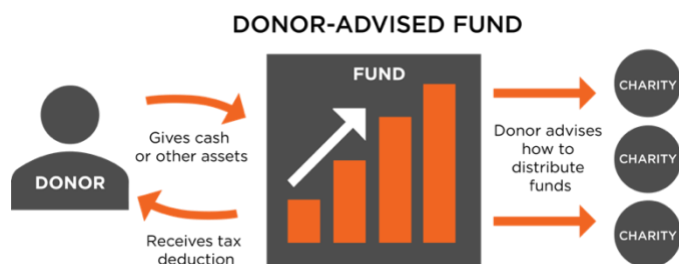 DONOR-ADVISED FUND
DONOR
Gives cash
or other assets
Receives tax
deduction
FUND
Donor advises
how to
distribute
funds
CHARITY
CHARITY
CHARITY